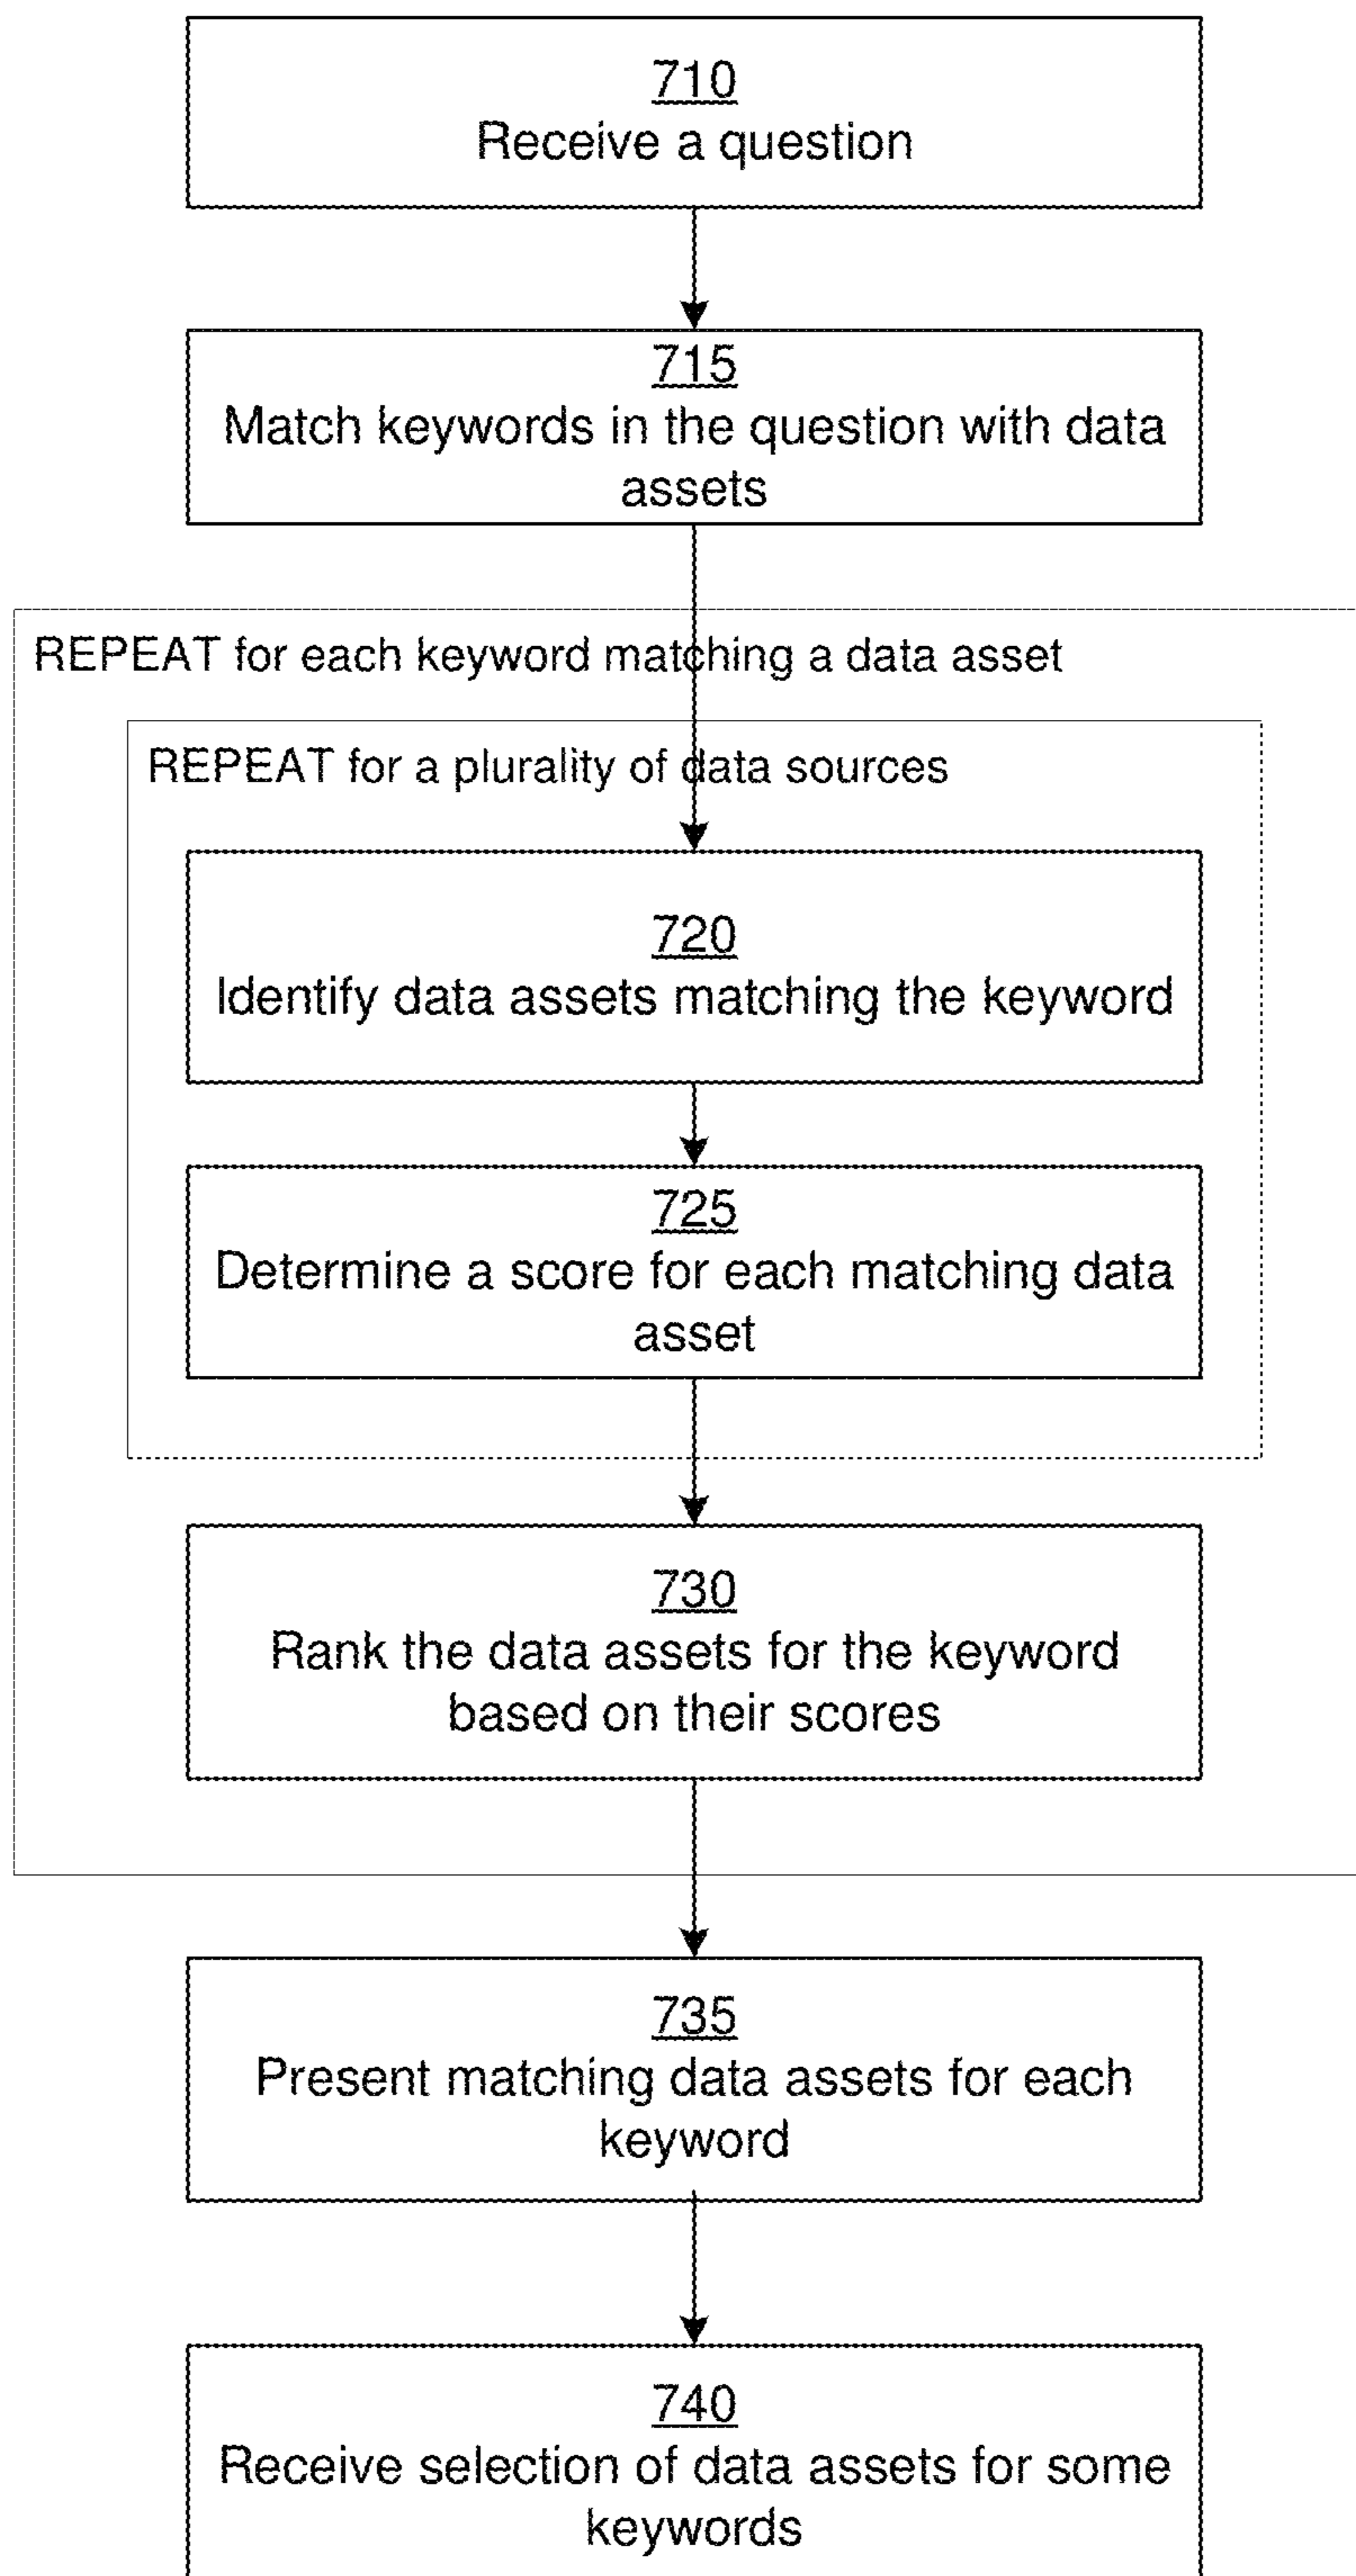 710
Receive a question
715
Match keywords in the question with data
assets
REPEAT for each keyword matching a data asset
REPEAT for a plurality of data sources
720
Identify data assets matching the keyword
725
Determine a score for each matching data
asset
730
Rank the data assets for the keyword
based on their scores
735
Present matching data assets for each
keyword
740
Receive selection of data assets for some
keywords